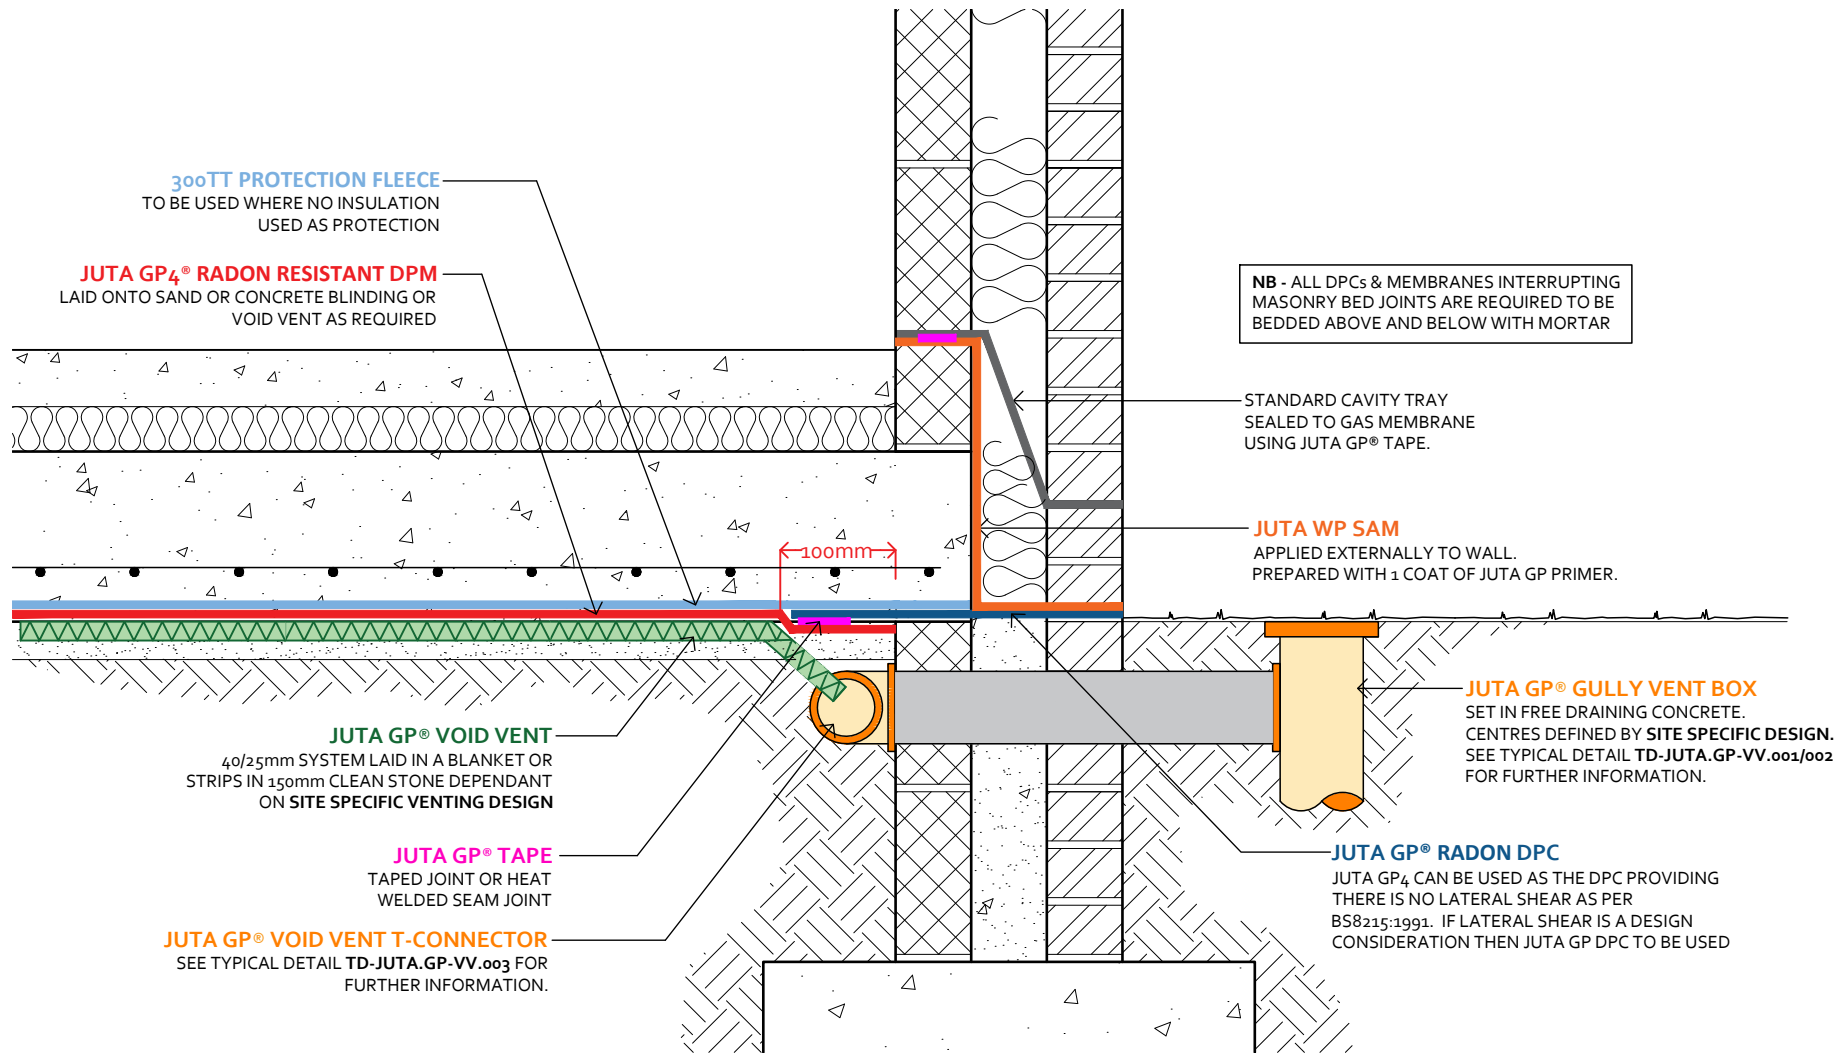 300TT PROTECTION FLEECE
TO BE USED WHERE NO INSULATION
USED AS PROTECTION
JUTA GP4® RADON RESISTANT DPM
LAID ONTO SAND OR CONCRETE BLINDING OR
VOID VENT AS REQUIRED
NB - ALL DPCs & MEMBRANES INTERRUPTING
MASONRY BED JOINTS ARE REQUIRED TO BE
BEDDED ABOVE AND BELOW WITH MORTAR
STANDARD CAVITY TRAY
SEALED TO GAS MEMBRANE
USING JUTA GP® TAPE.
JUTA WP SAM
APPLIED EXTERNALLY TO WALL.
PREPARED WITH 1 COAT OF JUTA GP PRIMER.
100mm
JUTA GP® GULLY VENT BOX
SET IN FREE DRAINING CONCRETE.
CENTRES DEFINED BY SITE SPECIFIC DESIGN.
SEE TYPICAL DETAIL TD-JUTA.GP-VV.001/002
FOR FURTHER INFORMATION.
JUTA GP® VOID VENT
40/25mm SYSTEM LAID IN A BLANKET OR
STRIPS IN 150mm CLEAN STONE DEPENDANT
ON SITE SPECIFIC VENTING DESIGN
JUTA GP® TAPE
TAPED JOINT OR HEAT
WELDED SEAM JOINT
JUTA GP® RADON DPC
JUTA GP4 CAN BE USED AS THE DPC PROVIDING
THERE IS NO LATERAL SHEAR AS PER
BS8215:1991. IF LATERAL SHEAR IS A DESIGN
CONSIDERATION THEN JUTA GP DPC TO BE USED
JUTA GP® VOID VENT T-CONNECTOR
SEE TYPICAL DETAIL TD-JUTA.GP-VV.003 FOR
FURTHER INFORMATION.